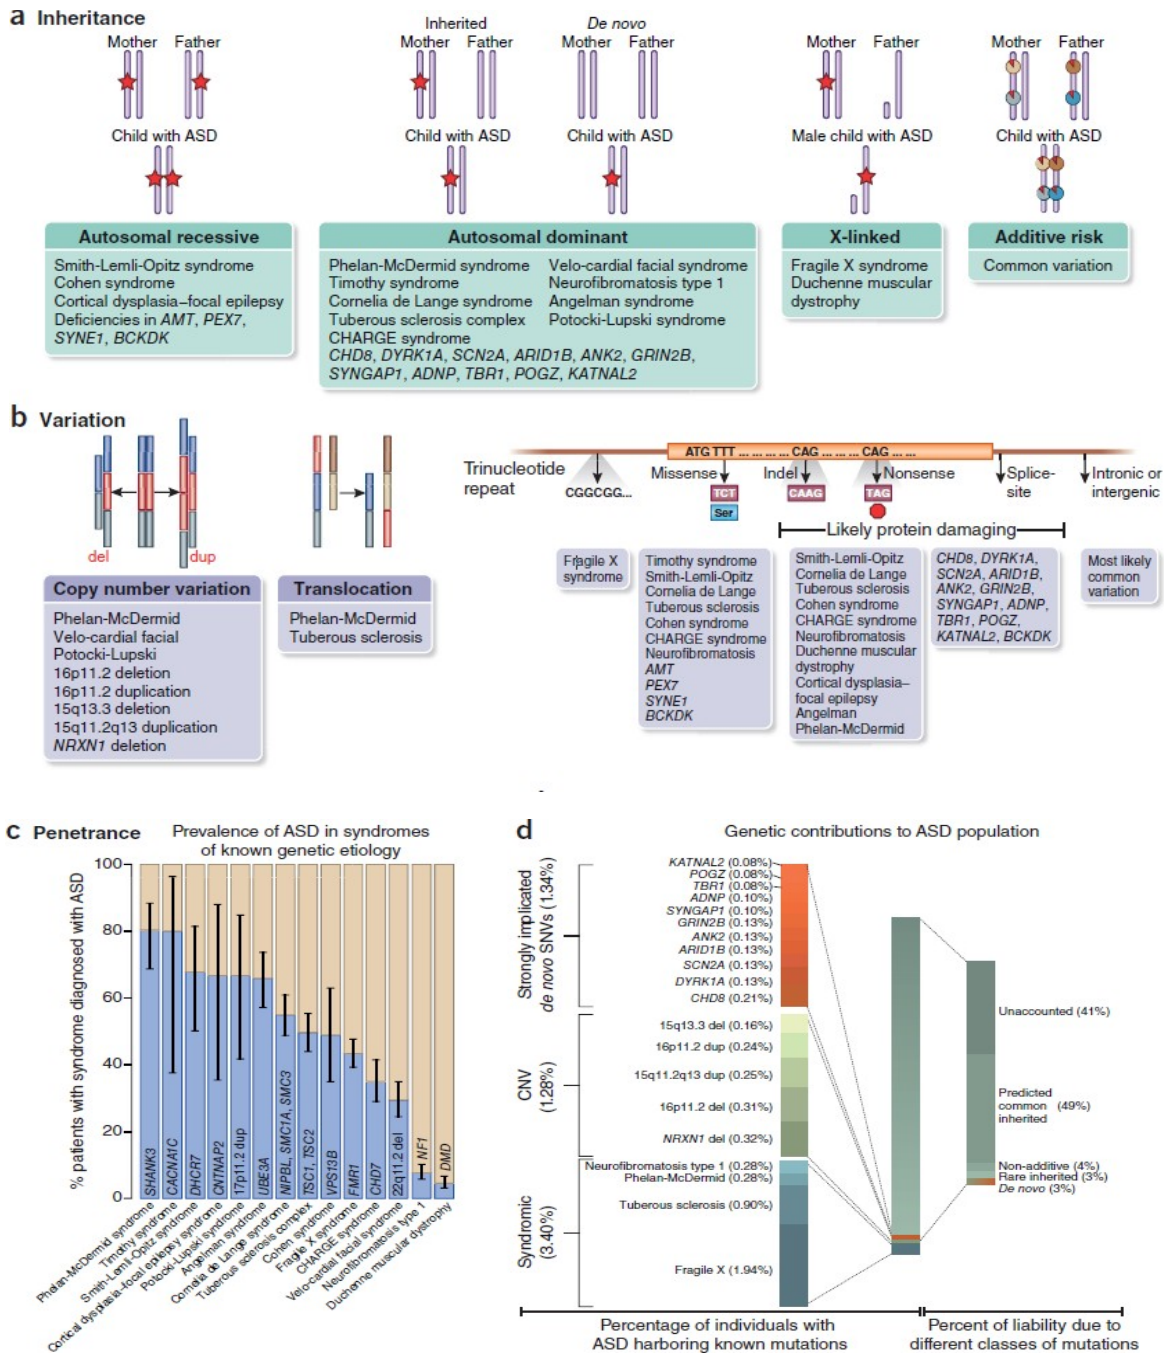 a Inheritance
Mother Father
Child with ASD
Autosomal recessive
Smith-Lemli-Opitz syndrome
Cohen syndrome
Cortical dysplasia–focal epilepsy
Deficiencies in AMT, PEX7,
SYNE1, BCKDK
Inherited
Mother Father
Child with ASD
De novo
Mother Father
Child with ASD
Autosomal dominant
Phelan-McDermid syndrome
Timothy syndrome
Cornelia de Lange syndrome
Tuberous sclerosis complex
CHARGE syndrome
Velo-cardial facial syndrome
Neurofibromatosis type 1
Angelman syndrome
Potocki-Lupski syndrome
CHD8, DYRK1A, SCN2A, ARID1B, ANK2, GRIN2B,
SYNGAP1, ADNP, TBR1, POGZ, KATNAL2
Mother Father
Male child with ASD
X-linked
Fragile X syndrome
Duchenne muscular
dystrophy
Mother Father
Child with ASD
Additive risk
Common variation
b Variation
del
dup
Copy number variation
Phelan-McDermid
Velo-cardial facial
Potocki-Lupski
16p11.2 deletion
16p11.2 duplication
15q13.3 deletion
15q11.2q13 duplication
NRXN1 deletion
Translocation
Phelan-McDermid
Tuberous sclerosis
Trinucleotide
repeat
CGGCGG...
ATG TTT ... ... ... ... CAG ... ... ... CAG ... ...
Missense
TCT
Ser
Indel
CAAG
Nonsense
TAG
Splice-
site
Intronic or
intergenic
Likely protein damaging
Fragile X
syndrome
Timothy syndrome
Smith-Lemli-Opitz
Cornelia de Lange
Tuberous sclerosis
Cohen syndrome
CHARGE syndrome
Neurofibromatosis
AMT
PEX7
SYNE1
BCKDK
Smith-Lemli-Opitz
Cornelia de Lange
Tuberous sclerosis
Cohen syndrome
CHARGE syndrome
Neurofibromatosis
Duchenne muscular
dystrophy
Cortical dysplasia–
focal epilepsy
Angelman
Phelan-McDermid
CHD8, DYRK1A,
SCN2A, ARID1B,
ANK2, GRIN2B,
SYNGAP1, ADNP,
TBR1, POGZ,
KATNAL2, BCKDK
Most likely
common
variation
c Penetrance
Prevalence of ASD in syndromes
of known genetic etiology
% patients with syndrome diagnosed with ASD
100
80
60
40
20
0
SHANK3
CACNA1C
DHCR7
CNTNAP2
17p11.2 dup
UBE3A
NIPBL, SMC1A, SMC3
TSC1, TSC2
VPS13B
FMR1
CHD7
22q11.2 del
NF1
DMD
Phelan-McDermid syndrome
Timothy syndrome
Smith-Lemli-Opitz syndrome
Cortical dysplasia-focal epilepsy syndrome
Potocki-Lupski syndrome
Angelman syndrome
Cornelia de Lange syndrome
Tuberous sclerosis complex
Cohen syndrome
Fragile X syndrome
CHARGE syndrome
Velo-cardial facial syndrome
Neurofibromatosis type 1
Duchenne muscular dystrophy
d Genetic contributions to ASD population
Strongly implicated
de novo SNVs (1.34%)
KATNAL2 (0.08%)
POGZ (0.08%)
TBR1 (0.08%)
ADNP (0.10%)
SYNGAP1 (0.10%)
GRIN2B (0.13%)
ANK2 (0.13%)
ARID1B (0.13%)
SCN2A (0.13%)
DYRK1A (0.13%)
CHD8 (0.21%)
CNV
(1.28%)
15q13.3 del (0.16%)
16p11.2 dup (0.24%)
15q11.2q13 dup (0.25%)
16p11.2 del (0.31%)
NRXN1 del (0.32%)
Syndromic
(3.40%)
Neurofibromatosis type 1 (0.28%)
Phelan-McDermid (0.28%)
Tuberous sclerosis (0.90%)
Fragile X (1.94%)
Unaccounted (41%)
Predicted
common (49%)
inherited
Non-additive (4%)
Rare inherited (3%)
De novo (3%)
Percentage of individuals with
ASD harboring known mutations
Percent of liability due to
different classes of mutations